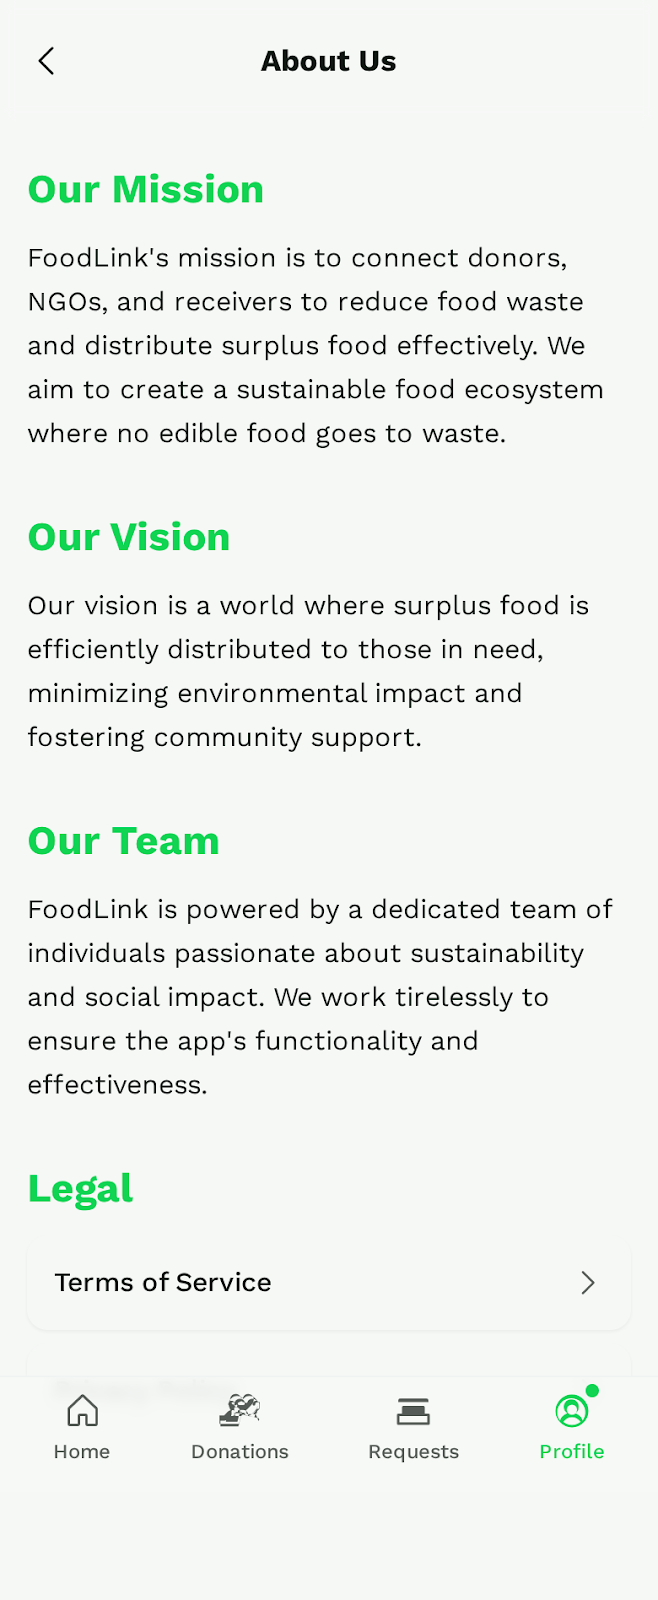 About Us
Our Mission
FoodLink's mission is to connect donors,
NGOs, and receivers to reduce food waste
and distribute surplus food effectively. We
aim to create a sustainable food ecosystem
where no edible food goes to waste.
Our Vision
Our vision is a world where surplus food is
efficiently distributed to those in need,
minimizing environmental impact and
fostering community support.
Our Team
FoodLink is powered by a dedicated team of
individuals passionate about sustainability
and social impact. We work tirelessly to
ensure the app's functionality and
effectiveness.
Legal
Terms of Service
Home
Donations
Requests
Profile